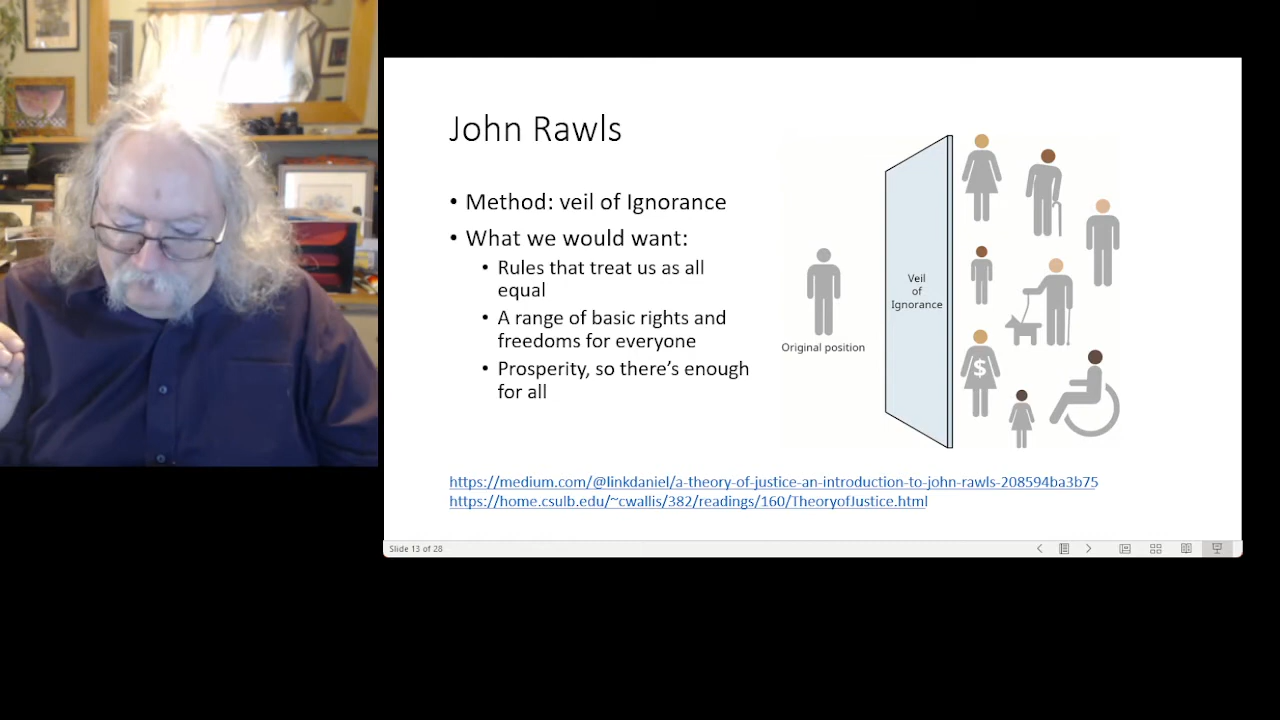 John Rawls
• Method: veil of Ignorance
• What we would want:
• Rules that treat us as all
equal
• A range of basic rights and
freedoms for everyone
• Prosperity, so there’s enough
for all
Original position
Veil
of
Ignorance
$
https://medium.com/@linkdaniel/a-theory-of-justice-an-introduction-to-john-rawls-208594ba3b75
https://home.csulb.edu/~cwallis/382/readings/160/TheoryofJustice.html
Slide 13 of 28